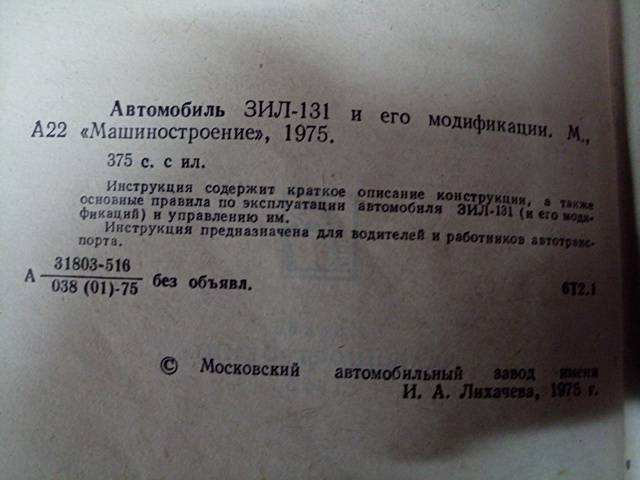 Автомобиль ЗИЛ-131 и его модификации. М.,
А22 «Машиностроение», 1975.
375 с. с ил.
Инструкция содержит краткое описание конструкции, а также
основные правила по эксплуатации автомобиля ЗИЛ-131 (и его моди-
фикаций) и управлению им.
Инструкция предназначена для водителей и работников автотранс-
порта.
31803-516
А
038 (01)-75
без объявл.
6Т2.1
© Московский автомобильный завод имени
И. А. Лихачева, 1975 г.